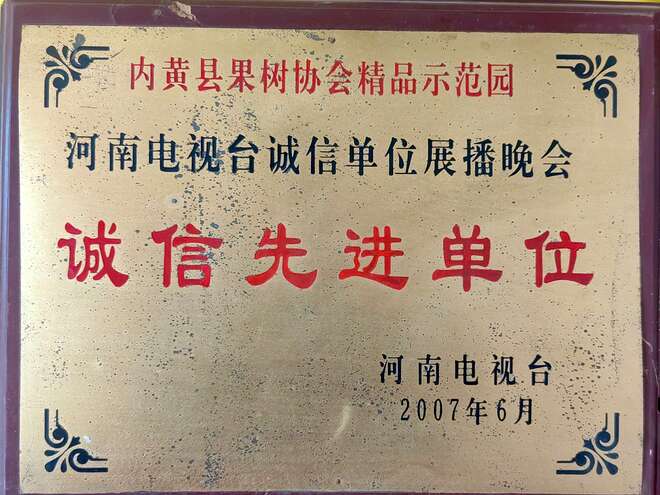 内黄县果树协会精品示范园
河南电视台诚信单位展播晚会
诚信先进单位
河南电视台
2007年6月